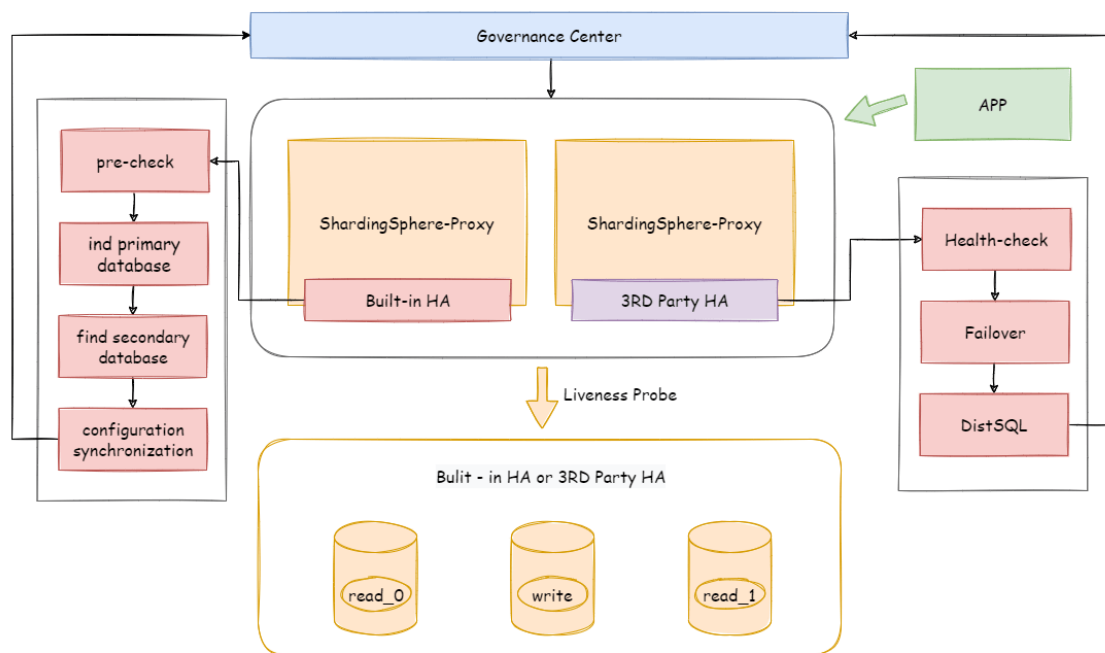 Governance Center
APP
pre-check
ind primary
database
find secondary
database
configuration
synchronization
ShardingSphere-Proxy
Built-in HA
ShardingSphere-Proxy
3RD Party HA
Health-check
Failover
DistSQL
Liveness Probe
Bulit - in HA or 3RD Party HA
read_0
write
read_1